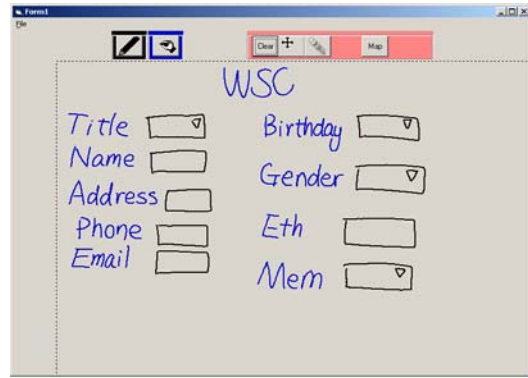 Form1
File
Clear
Map
WSC
Title
Name
Address
Phone
Email
Birthday
Gender
Eth
Mem